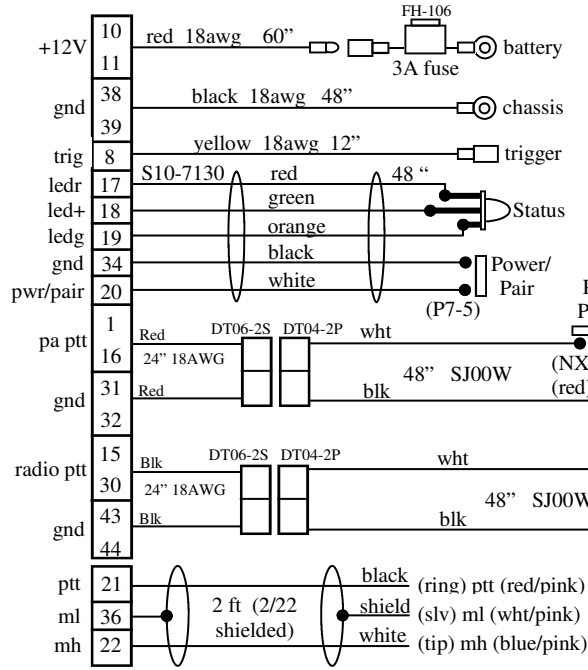 FH-106
+12V 10 11 red 18awg 60” battery
3A fuse
gnd 38 39 black 18awg 48” chassis
trig 8 yellow 18awg 12” trigger
ledr 17 S10-7130 red 48 “
led+ 18 green Status
ledg 19 orange
gnd 34 black Power/
pwr/pair 20 white Pair
(P7-5)
P
pa ptt 1 16 Red DT06-2S DT04-2P wht
24” 18AWG 48” SJ00W (NX
(red)
gnd 31 32 Red blk
radio ptt 15 30 Blk DT06-2S DT04-2P wht
24” 18AWG 48” SJ00W
gnd 43 44 Blk blk
ptt 21 black (ring) ptt (red/pink)
ml 36 2 ft (2/22 shield (slv) ml (wht/pink)
shielded)
mh 22 white (tip) mh (blue/pink)